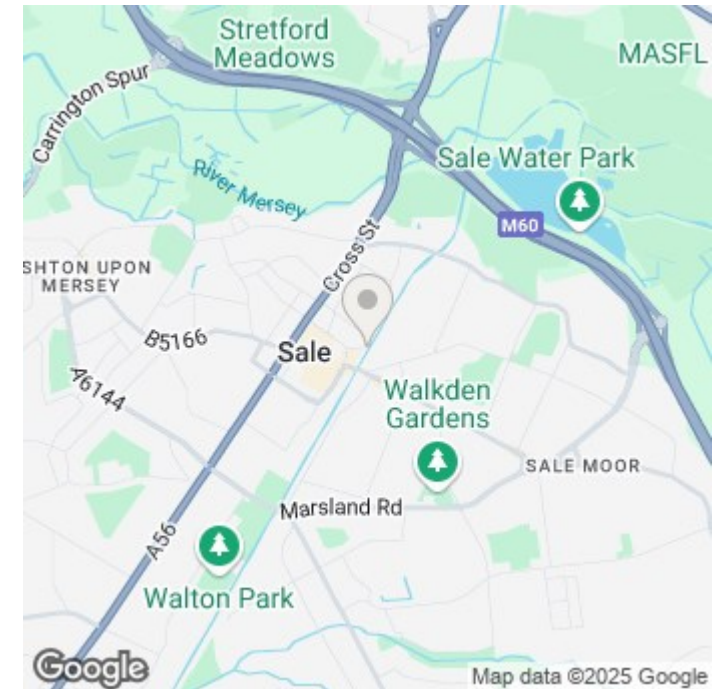 Stretford
Meadows
MASFL
Carrington Spur
Sale Water Park
River Mersey
M60
Cross St
SHTON UPON
MERSEY
B5166
Sale
A6144
Walkden
Gardens
SALE MOOR
Marsland Rd
A56
Walton Park
Google
Map data ©2025 Google